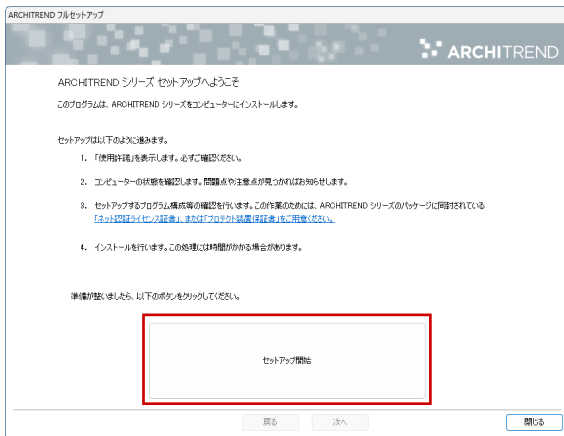 ARCHITREND フルセットアップ
ARCHITREND
ARCHITREND シリーズ セットアップへようこそ
このプログラムは、ARCHITREND シリーズをコンピューターにインストールします。
セットアップは以下のように進みます。
1. 「使用許諾」を表示します。必ずご確認ください。
2. コンピューターの状態を確認します。問題点や注意点が見つかればお知らせします。
3. セットアップするプログラム構成等の確認を行います。この作業のためには、ARCHITREND シリーズのパッケージに同封されている
「ネット認証ライセンス証書」、または「プロテクト装置保証書」をご用意ください。
4. インストールを行います。この処理には時間がかかる場合があります。
準備が整いましたら、以下のボタンをクリックしてください。
セットアップ開始
戻る 次へ 閉じる